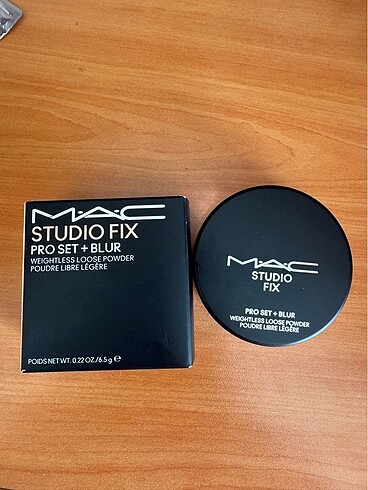 M·A·C
STUDIO FIX
PRO SET + BLUR
WEIGHTLESS LOOSE POWDER
POUDRE LIBRE LÉGÈRE
POIDS NET WT. 0.22 OZ./6.5 g ℮
M·A·C
STUDIO
FIX
PRO SET + BLUR
WEIGHTLESS LOOSE POWDER
POUDRE LIBRE LÉGÈRE